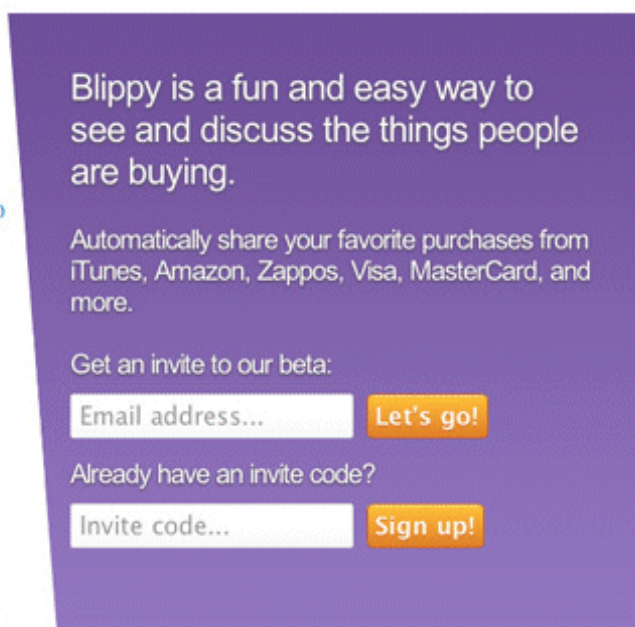 Blippy is a fun and easy way to
see and discuss the things people
are buying.
Automatically share your favorite purchases from
iTunes, Amazon, Zappos, Visa, MasterCard, and
more.
Get an invite to our beta:
Email address...
Let's go!
Already have an invite code?
Invite code...
Sign up!